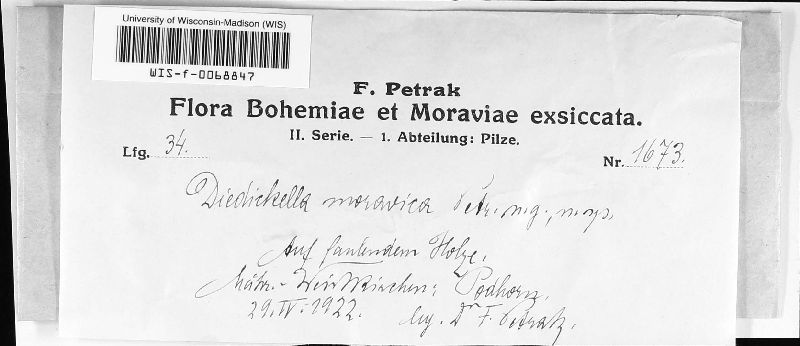 University of Wisconsin-Madison (WIS)
WIS-f-0068847
F. Petrak
Flora Bohemiae et Moraviae exsiccata.
II. Serie. — 1. Abteilung: Pilze.
Lfg. 34.
Nr. 1673.
Diedickella moravica Petr. n. g., n. sp.
Auf faulendem Holze.
Mähr.-Weisskirchen: Podhorn.
29.IV.1922. leg. Dr F. Petrak.